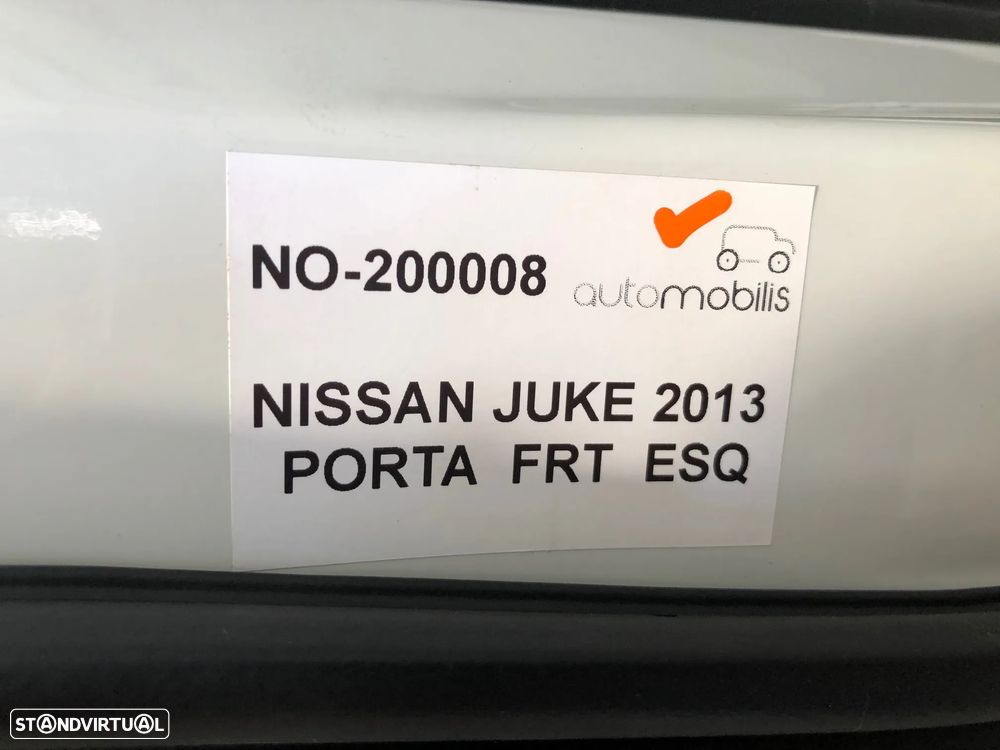 NO-200008
automobilis
NISSAN JUKE 2013
PORTA FRT ESQ
STANDVIRTUAL